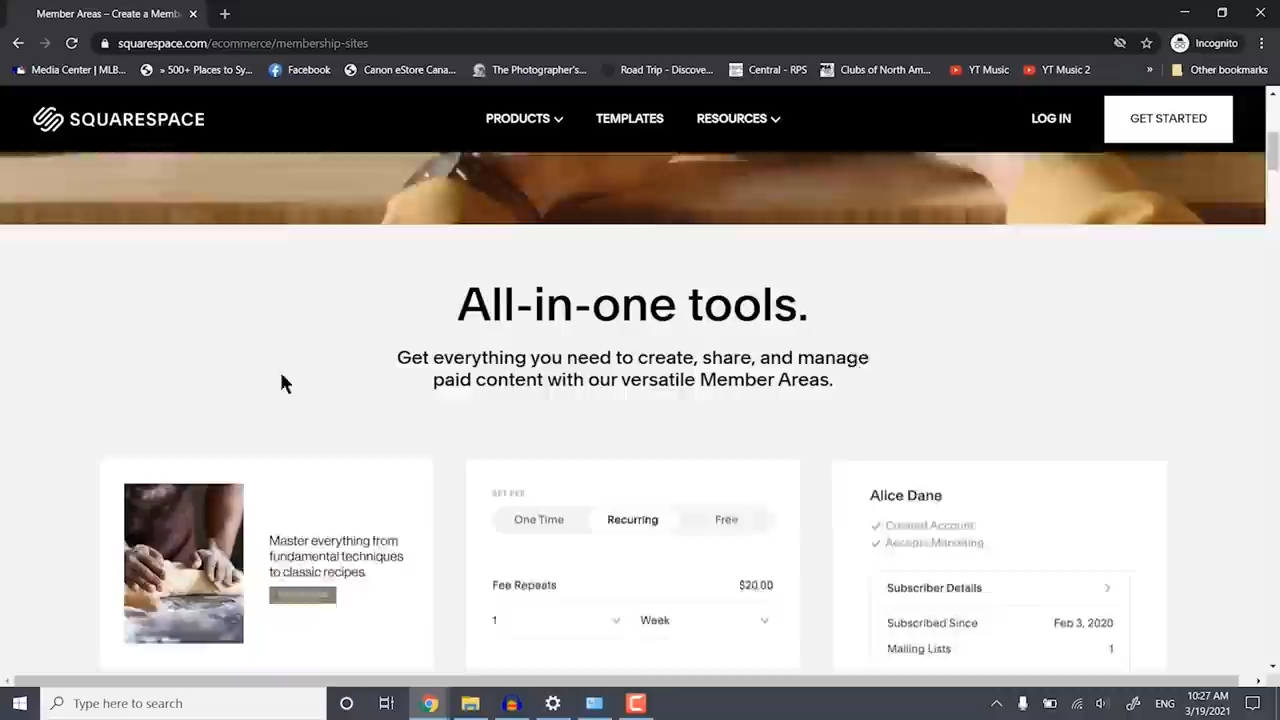 Member Areas – Create a Memb
squarespace.com/ecommerce/membership-sites
Incognito
Media Center | MLB...
» 500+ Places to Sy...
Facebook
Canon eStore Cana...
The Photographer's...
Road Trip - Discove...
Central - RPS
Clubs of North Am...
YT Music
YT Music 2
»
Other bookmarks
SQUARESPACE
PRODUCTS
TEMPLATES
RESOURCES
LOG IN
GET STARTED
All-in-one tools.
Get everything you need to create, share, and manage
paid content with our versatile Member Areas.
Master everything from
fundamental techniques
to classic recipes.
SET FEE
One Time
Recurring
Free
Fee Repeats
$20.00
1
Week
Alice Dane
Created Account
Accepts Marketing
Subscriber Details
Subscribed Since
Feb 3, 2020
Mailing Lists
1
Type here to search
ENG
10:27 AM
3/19/2021